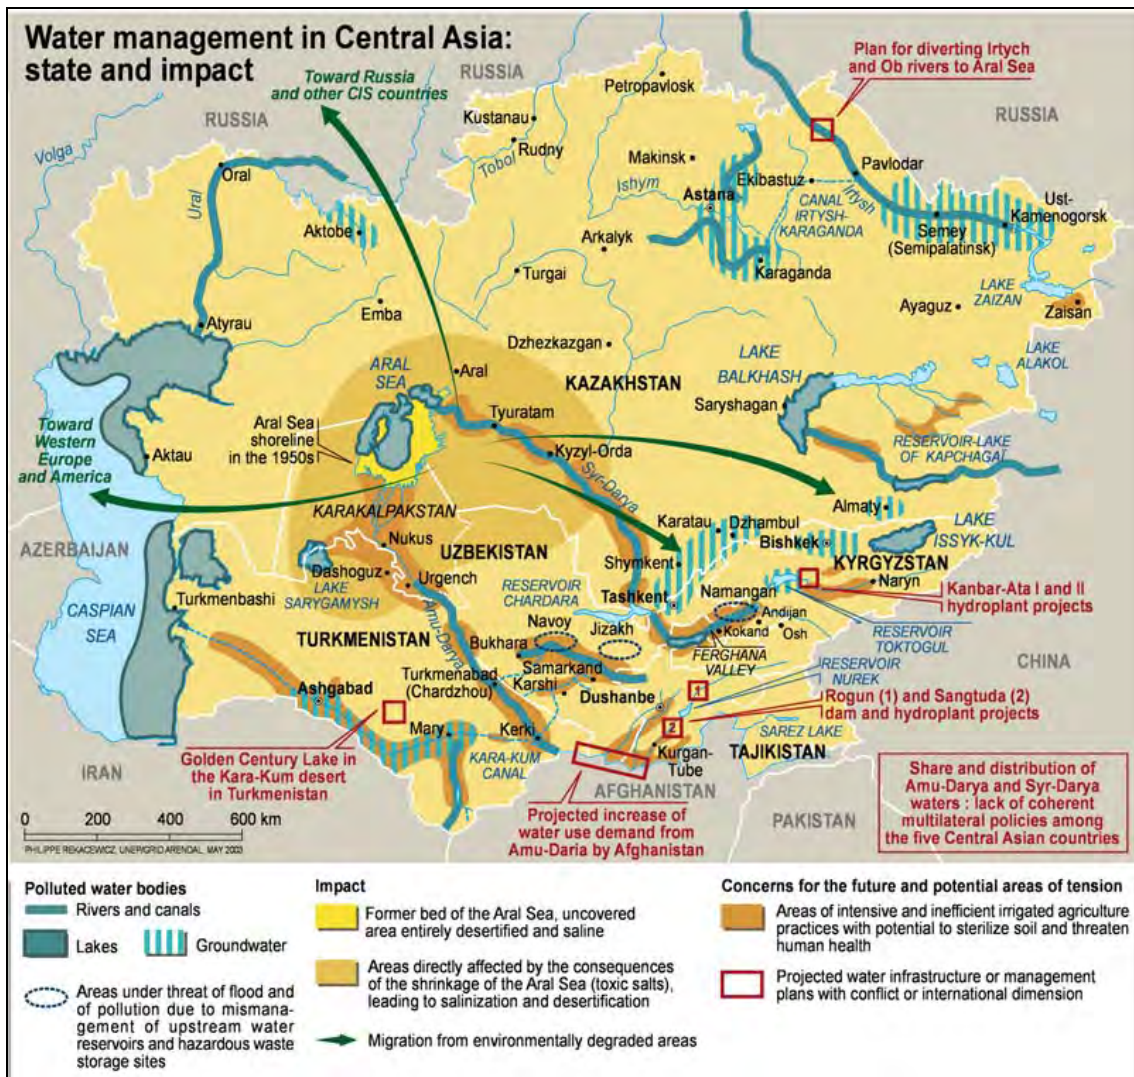 Water management in Central Asia:
state and impact
Toward Russia
and other CIS countries
RUSSIA
RUSSIA
Plan for diverting Irtych
and Ob rivers to Aral Sea
RUSSIA
Petropavlosk
Kustanau
Rudny
Tobol
Volga
Oral
Ural
Makinsk
Ishym
Astana
Ekibastuz
Pavlodar
Irtysh
CANAL
IRTYSH-
KARAGANDA
Ust-
Kamenogorsk
Semey
(Semipalatinsk)
Aktobe
Arkalyk
Karaganda
Turgai
LAKE
ZAIZAN
Zaisan
Ayaguz
Emba
Atyrau
Dzhezkazgan
LAKE
BALKHASH
LAKE
ALAKOL
ARAL
SEA
Aral
KAZAKHSTAN
Saryshagan
Toward
Western
Europe
and America
Aral Sea
shoreline
in the 1950s
Tyuratam
Aktau
Kyzyl-Orda
Syr-Darya
RESERVOIR-LAKE
OF KAPCHAGAÏ
Almaty
KARAKALPAKSTAN
Karatau
Dzhambul
Bishkek
LAKE
ISSYK-KUL
AZERBAIJAN
Nukus
UZBEKISTAN
Shymkent
KYRGYZSTAN
Dashoguz
Urgench
LAKE
SARYGAMYSH
RESERVOIR
CHARDARA
Tashkent
Namangan
Naryn
Kanbar-Ata I and II
hydroplant projects
CASPIAN
SEA
Turkmenbashi
Amu-Darya
Navoy
Jizakh
Andijan
Kokand
Osh
RESERVOIR
TOKTOGUL
TURKMENISTAN
Bukhara
Samarkand
Karshi
FERGHANA
VALLEY
CHINA
Turkmenabad
(Chardzhou)
Dushanbe
RESERVOIR
NUREK
Ashgabad
1
2
Rogun (1) and Sangtuda (2)
dam and hydroplant projects
Mary
Kerki
SAREZ LAKE
Kurgan-
Tube
TAJIKISTAN
Golden Century Lake in
the Kara-Kum desert
in Turkmenistan
KARA-KUM
CANAL
IRAN
AFGHANISTAN
Projected increase of
water use demand from
Amu-Daria by Afghanistan
PAKISTAN
Share and distribution of
Amu-Darya and Syr-Darya
waters : lack of coherent
multilateral policies among
the five Central Asian countries
0 200 400 600 km
PHILIPPE REKACEWICZ, UNER/GRID ARENDAL, MAY 2003
Polluted water bodies
Rivers and canals
Lakes
Groundwater
Areas under threat of flood and
of pollution due to misman-
agement of upstream water
reservoirs and hazardous waste
storage sites
Impact
Former bed of the Aral Sea, uncovered
area entirely desertified and saline
Areas directly affected by the consequences
of the shrinkage of the Aral Sea (toxic salts),
leading to salinization and desertification
Migration from environmentally degraded areas
Concerns for the future and potential areas of tension
Areas of intensive and inefficient irrigated agriculture
practices with potential to sterilize soil and threaten
human health
Projected water infrastructure or management
plans with conflict or international dimension